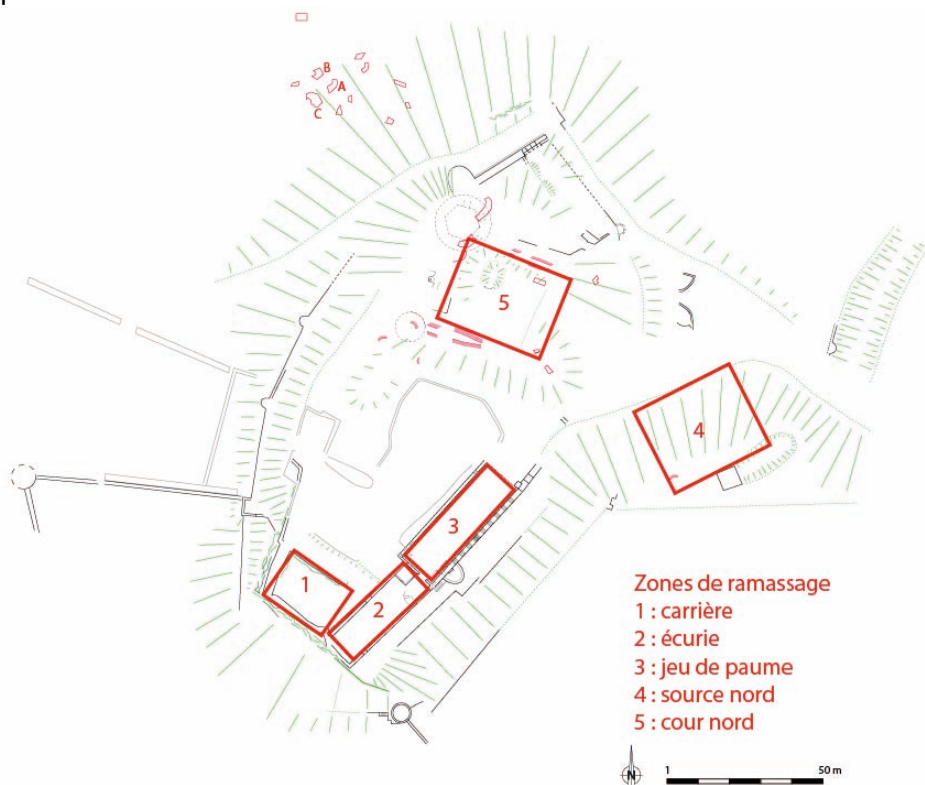 B
A
C
5
4
3
1
2
Zones de ramassage
1 : carrière
2 : écurie
3 : jeu de paume
4 : source nord
5 : cour nord
N
1 50 m